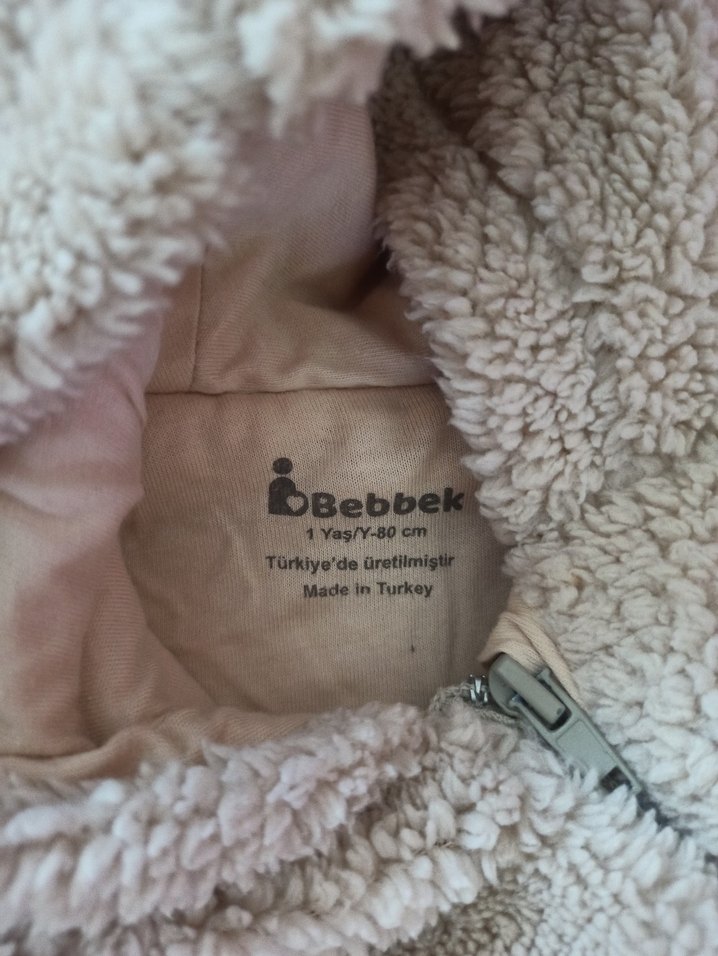 Bebbek
1 Yaş/Y-80 cm
Türkiye'de üretilmiştir
Made in Turkey